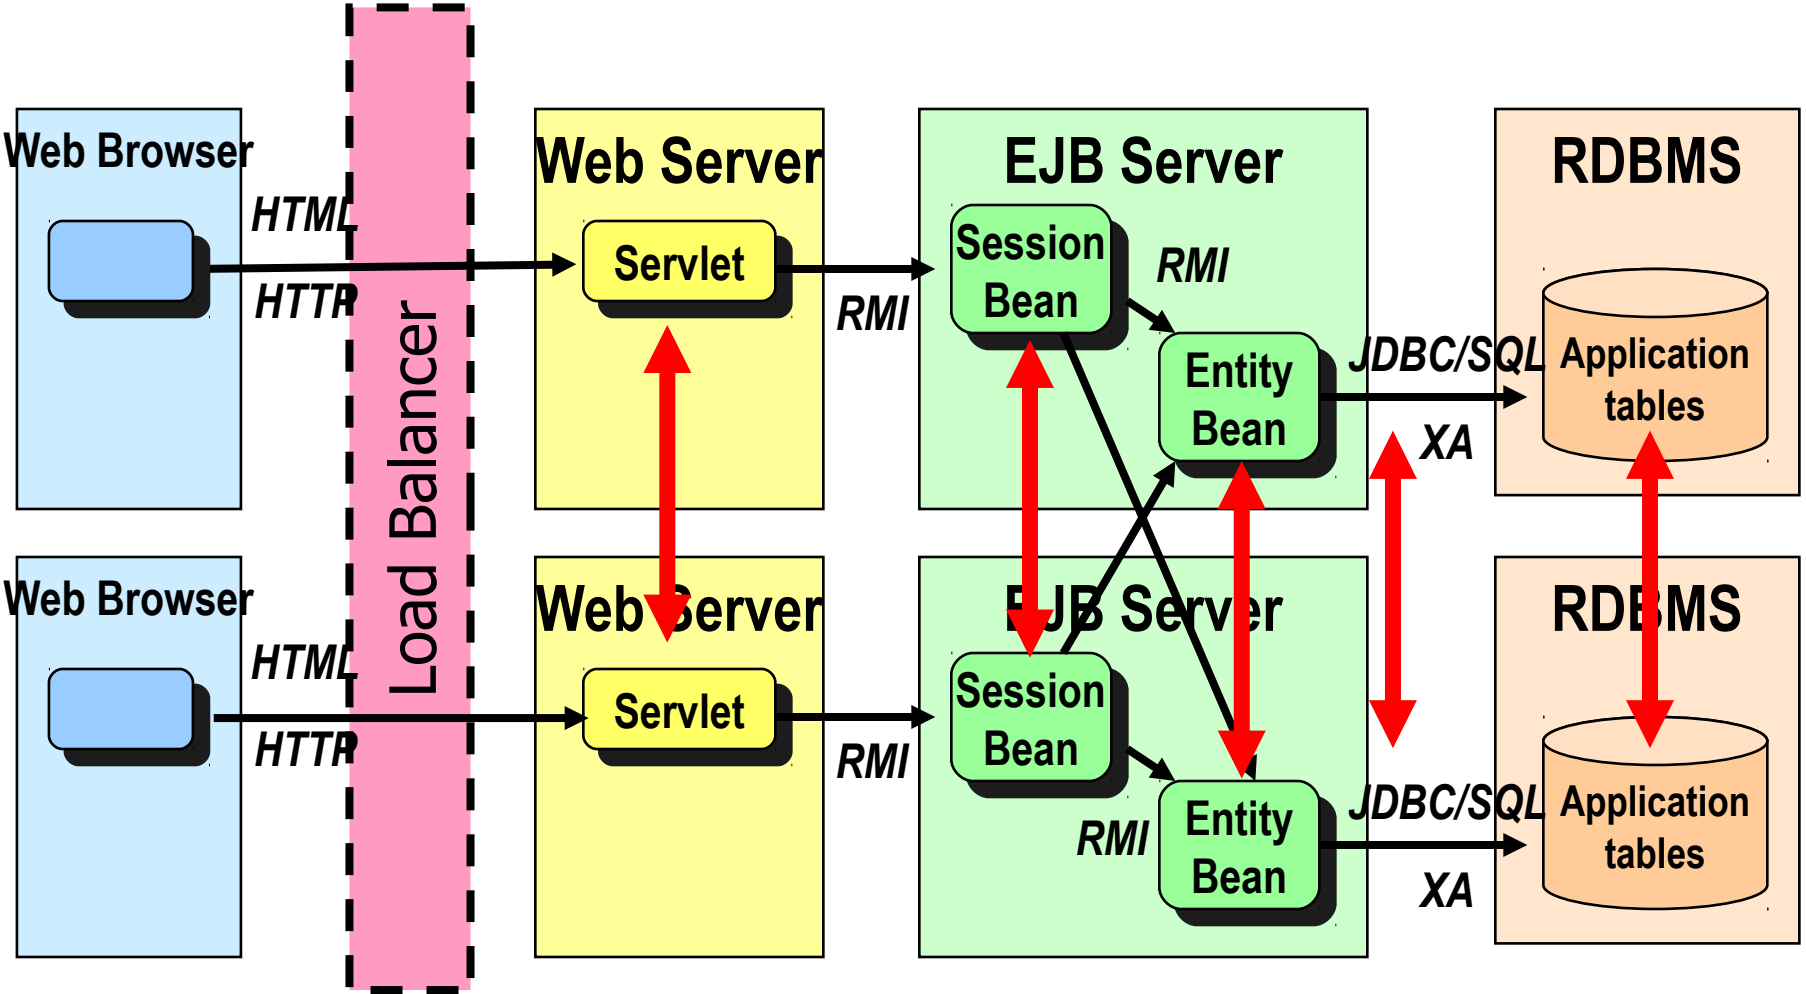 Web Browser
HTML
HTTP
Load Balancer
Web Server
Servlet
RMI
EJB Server
Session
Bean
RMI
Entity
Bean
JDBC/SQL
XA
RDBMS
Application
tables
Web Browser
HTML
HTTP
Web Server
Servlet
RMI
EJB Server
Session
Bean
RMI
Entity
Bean
JDBC/SQL
XA
RDBMS
Application
tables